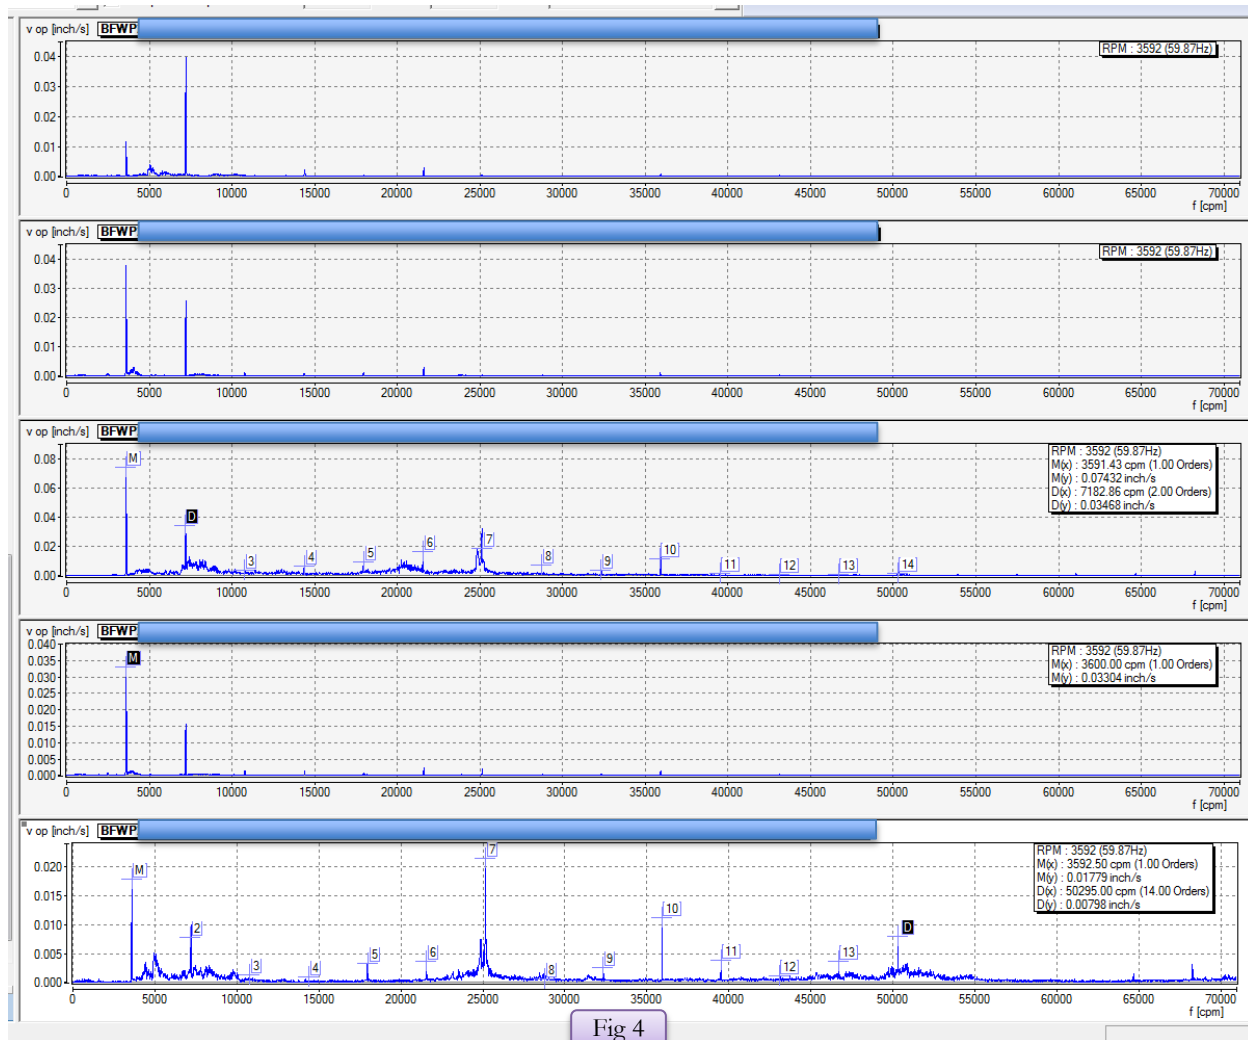 v op [inch/s] BFWP
RPM : 3592 (59.87Hz)
0.04
0.03
0.02
0.01
0.00
0 5000 10000 15000 20000 25000 30000 35000 40000 45000 50000 55000 60000 65000 70000
f [cpm]
v op [inch/s] BFWP
RPM : 3592 (59.87Hz)
0.04
0.03
0.02
0.01
0.00
0 5000 10000 15000 20000 25000 30000 35000 40000 45000 50000 55000 60000 65000 70000
f [cpm]
v op [inch/s] BFWP
RPM : 3592 (59.87Hz)
M(x) : 3591.43 cpm (1.00 Orders)
M(y) : 0.07432 inch/s
D(x) : 7182.86 cpm (2.00 Orders)
D(y) : 0.03468 inch/s
0.08
0.06
0.04
0.02
0.00
M D 3 4 5 6 7 8 9 10 11 12 13 14
0 5000 10000 15000 20000 25000 30000 35000 40000 45000 50000 55000 60000 65000 70000
f [cpm]
v op [inch/s] BFWP
RPM : 3592 (59.87Hz)
M(x) : 3600.00 cpm (1.00 Orders)
M(y) : 0.03304 inch/s
0.040
0.035
0.030
0.025
0.020
0.015
0.010
0.005
0.000
M
0 5000 10000 15000 20000 25000 30000 35000 40000 45000 50000 55000 60000 65000 70000
f [cpm]
v op [inch/s] BFWP
RPM : 3592 (59.87Hz)
M(x) : 3592.50 cpm (1.00 Orders)
M(y) : 0.01779 inch/s
D(x) : 50295.00 cpm (14.00 Orders)
D(y) : 0.00798 inch/s
0.020
0.015
0.010
0.005
0.000
M 2 3 4 5 6 7 8 9 10 11 12 13 D
0 5000 10000 15000 20000 25000 30000 35000 40000 45000 50000 55000 60000 65000 70000
f [cpm]
Fig 4